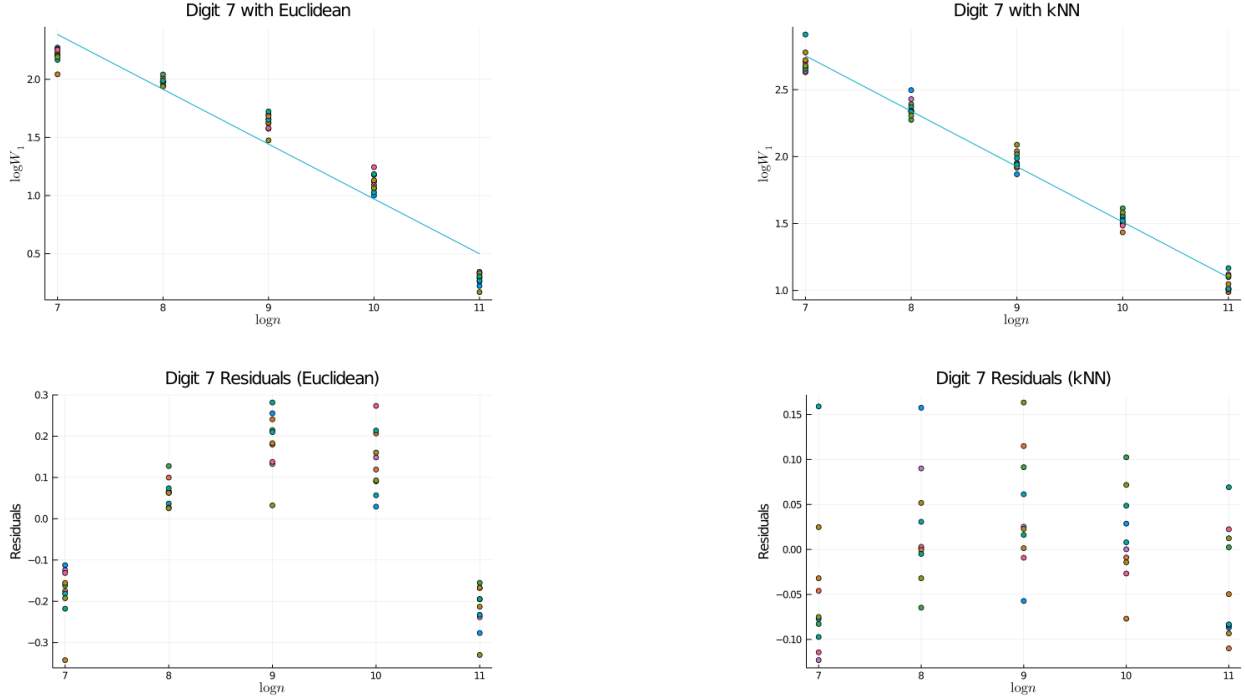 Digit 7 with Euclidean
2.0
1.5
1.0
0.5
logW₁
7 8 9 10 11
logn
Digit 7 with kNN
2.5
2.0
1.5
1.0
logW₁
7 8 9 10 11
logn
Digit 7 Residuals (Euclidean)
0.3
0.2
0.1
0.0
−0.1
−0.2
−0.3
Residuals
7 8 9 10 11
logn
Digit 7 Residuals (kNN)
0.15
0.10
0.05
0.00
−0.05
−0.10
Residuals
7 8 9 10 11
logn